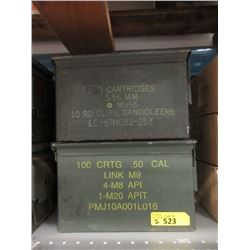 CARTRIDGES
5.56 MM
M855
10 RD CLIPS BANDOLEERS
100 CRTG .50 CAL
LINK M9
4-M8 API
1-M20 APIT
PMJ10A001L016
523